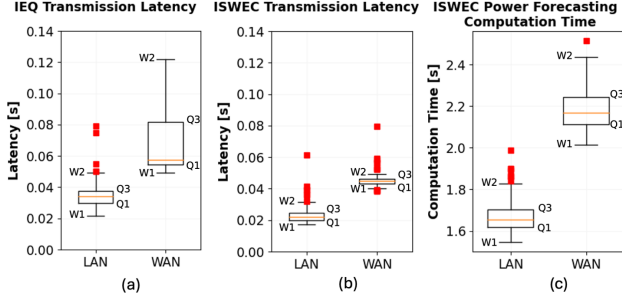 IEQ Transmission Latency
0.14
0.12
0.10
0.08
0.06
0.04
0.02
0.00
Latency [s]
W2
Q3
Q1
W1
W2
Q3
Q1
W1
LAN
WAN
(a)
ISWEC Transmission Latency
0.14
0.12
0.10
0.08
0.06
0.04
0.02
0.00
Latency [s]
W2
Q3
Q1
W1
W2
Q3
Q1
W1
LAN
WAN
(b)
ISWEC Power Forecasting
Computation Time
2.4
2.2
2.0
1.8
1.6
Computation Time [s]
W2
Q3
Q1
W1
W2
Q3
Q1
W1
LAN
WAN
(c)